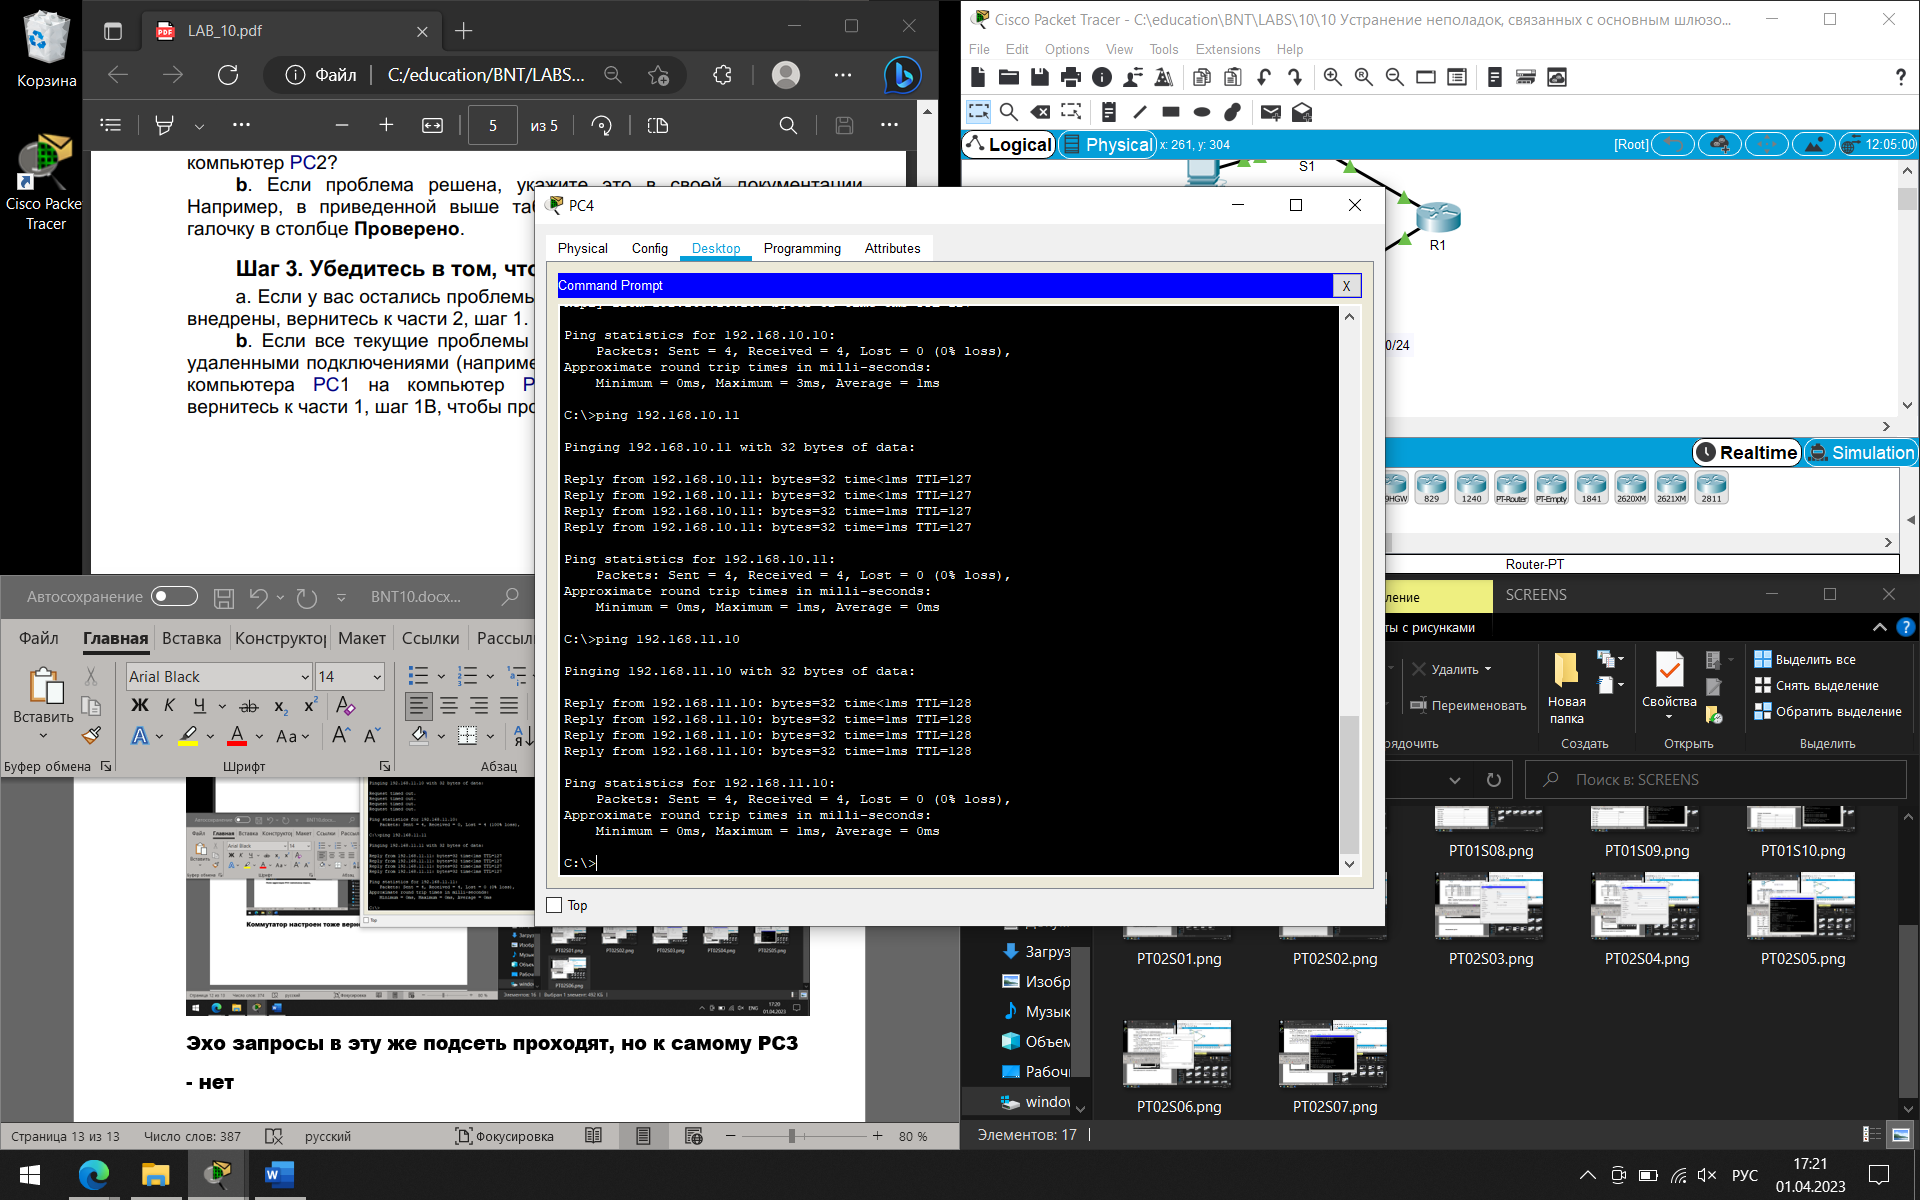 Корзина
Cisco Packe
Tracer
LAB_10.pdf
Файл
C:/education/BNT/LABS...
5
из 5
компьютер PC2?
b. Если проблема решена, укажите это в своей документации.
Например, в приведенной выше таб
галочку в столбце Проверено.
Шаг 3. Убедитесь в том, что
a. Если у вас остались проблемы
внедрены, вернитесь к части 2, шаг 1.
b. Если все текущие проблемы
удаленными подключениями (наприме
компьютера PC1 на компьютер P
вернитесь к части 1, шаг 1B, чтобы про
Cisco Packet Tracer - C:\education\BNT\LABS\10\10 Устранение неполадок, связанных с основным шлюзо...
File Edit Options View Tools Extensions Help
?
Logical
Physical
x: 261, y: 304
[Root]
12:05:00
S1
R1
0/24
Realtime
Simulation
9HGW
829
1240
PT-Router
PT-Empty
1841
2620XM
2621XM
2811
Router-PT
PC4
Physical Config Desktop Programming Attributes
Command Prompt
X
Ping statistics for 192.168.10.10:
Packets: Sent = 4, Received = 4, Lost = 0 (0% loss),
Approximate round trip times in milli-seconds:
Minimum = 0ms, Maximum = 3ms, Average = 1ms
C:\>ping 192.168.10.11
Pinging 192.168.10.11 with 32 bytes of data:
Reply from 192.168.10.11: bytes=32 time<1ms TTL=127
Reply from 192.168.10.11: bytes=32 time<1ms TTL=127
Reply from 192.168.10.11: bytes=32 time=1ms TTL=127
Reply from 192.168.10.11: bytes=32 time=1ms TTL=127
Ping statistics for 192.168.10.11:
Packets: Sent = 4, Received = 4, Lost = 0 (0% loss),
Approximate round trip times in milli-seconds:
Minimum = 0ms, Maximum = 1ms, Average = 0ms
C:\>ping 192.168.11.10
Pinging 192.168.11.10 with 32 bytes of data:
Reply from 192.168.11.10: bytes=32 time<1ms TTL=128
Reply from 192.168.11.10: bytes=32 time=1ms TTL=128
Reply from 192.168.11.10: bytes=32 time=1ms TTL=128
Reply from 192.168.11.10: bytes=32 time=1ms TTL=128
Ping statistics for 192.168.11.10:
Packets: Sent = 4, Received = 4, Lost = 0 (0% loss),
Approximate round trip times in milli-seconds:
Minimum = 0ms, Maximum = 1ms, Average = 0ms
C:\>
Top
Автосохранение
BNT10.docx...
Файл Главная Вставка Конструктор Макет Ссылки Рассыл
Вставить
Arial Black
14
Ж К Ч ab x₂ x²
Aa
Буфер обмена
Шрифт
Абзац
Коммутатор настроен тоже верн
Эхо запросы в эту же подсеть проходят, но к самому PC3
- нет
Страница 13 из 13
Число слов: 387
русский
Фокусировка
80 %
ление
SCREENS
ты с рисунками
Удалить
Переименовать
рядочить
Новая
папка
Создать
Свойства
Открыть
Выделить все
Снять выделение
Обратить выделение
Выделить
Поиск в: SCREENS
PT01S08.png
PT01S09.png
PT01S10.png
PT02S01.png
PT02S02.png
PT02S03.png
PT02S04.png
PT02S05.png
PT02S06.png
PT02S07.png
Загруз
Изобр
Музык
Объем
Рабоч
window
Элементов: 17
РУС
17:21
01.04.2023